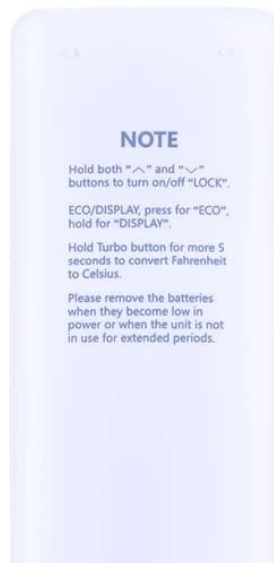 NOTE
Hold both "︿" and "﹀"
buttons to turn on/off "LOCK".
ECO/DISPLAY, press for "ECO",
hold for "DISPLAY".
Hold Turbo button for more 5
seconds to convert Fahrenheit
to Celsius.
Please remove the batteries
when they become low in
power or when the unit is not
in use for extended periods.